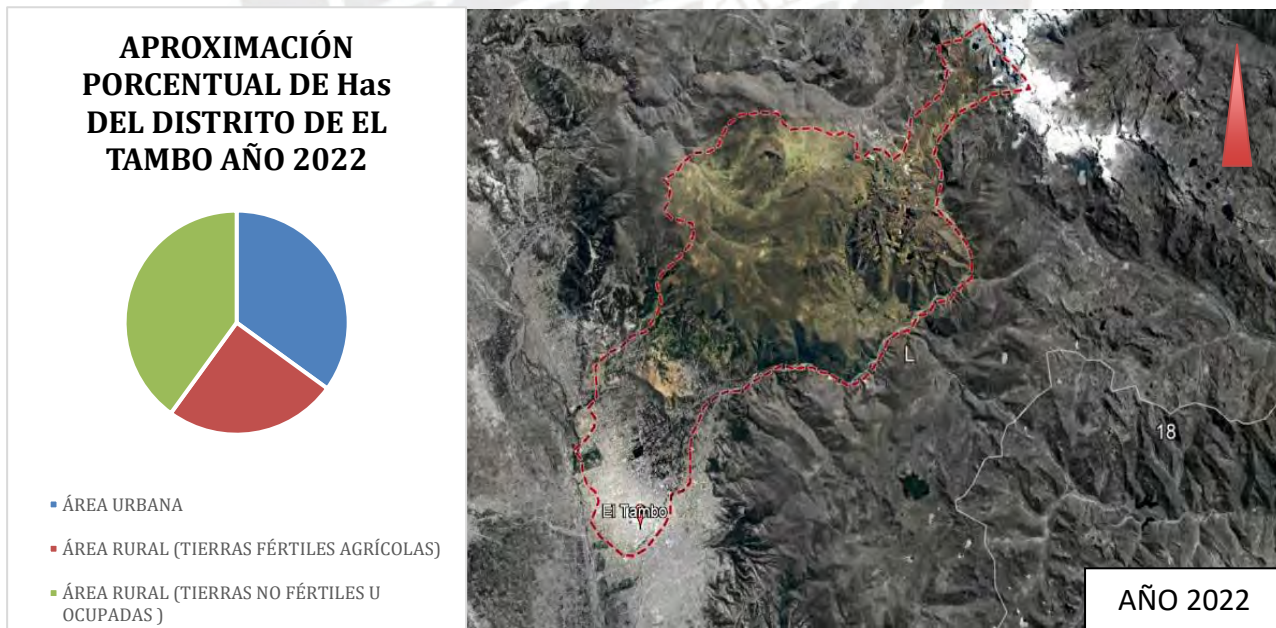 APROXIMACIÓN
PORCENTUAL DE Has
DEL DISTRITO DE EL
TAMBO AÑO 2022
ÁREA URBANA
ÁREA RURAL (TIERRAS FÉRTILES AGRÍCOLAS)
ÁREA RURAL (TIERRAS NO FÉRTILES U
OCUPADAS )
L
18
El Tambo
AÑO 2022